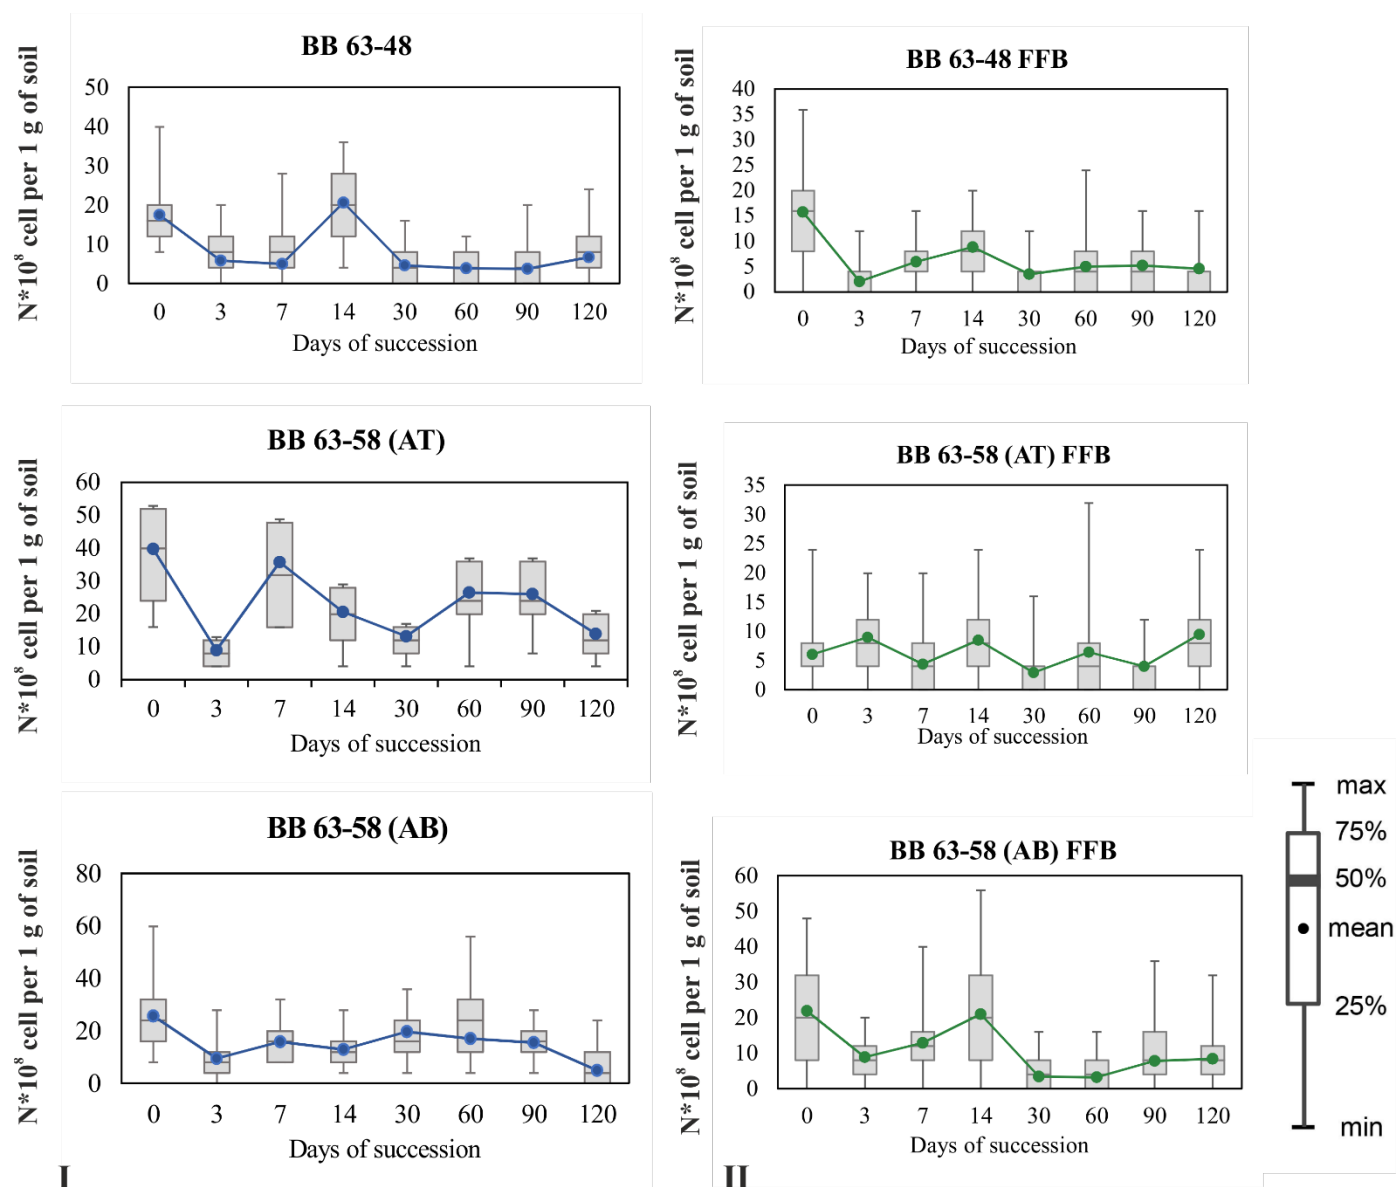 BB 63-48
N*10⁸ cell per 1 g of soil
50
40
30
20
10
0
0 3 7 14 30 60 90 120
Days of succession
BB 63-48 FFB
N*10⁸ cell per 1 g of soil
40
35
30
25
20
15
10
5
0
0 3 7 14 30 60 90 120
Days of succession
BB 63-58 (AT)
N*10⁸ cell per 1 g of soil
60
50
40
30
20
10
0
0 3 7 14 30 60 90 120
Days of succession
BB 63-58 (AT) FFB
N*10⁸ cell per 1 g of soil
35
30
25
20
15
10
5
0
0 3 7 14 30 60 90 120
Days of succession
BB 63-58 (AB)
N*10⁸ cell per 1 g of soil
80
60
40
20
0
0 3 7 14 30 60 90 120
Days of succession
I
BB 63-58 (AB) FFB
N*10⁸ cell per 1 g of soil
60
50
40
30
20
10
0
0 3 7 14 30 60 90 120
Days of succession
II
max
75%
50%
mean
25%
min